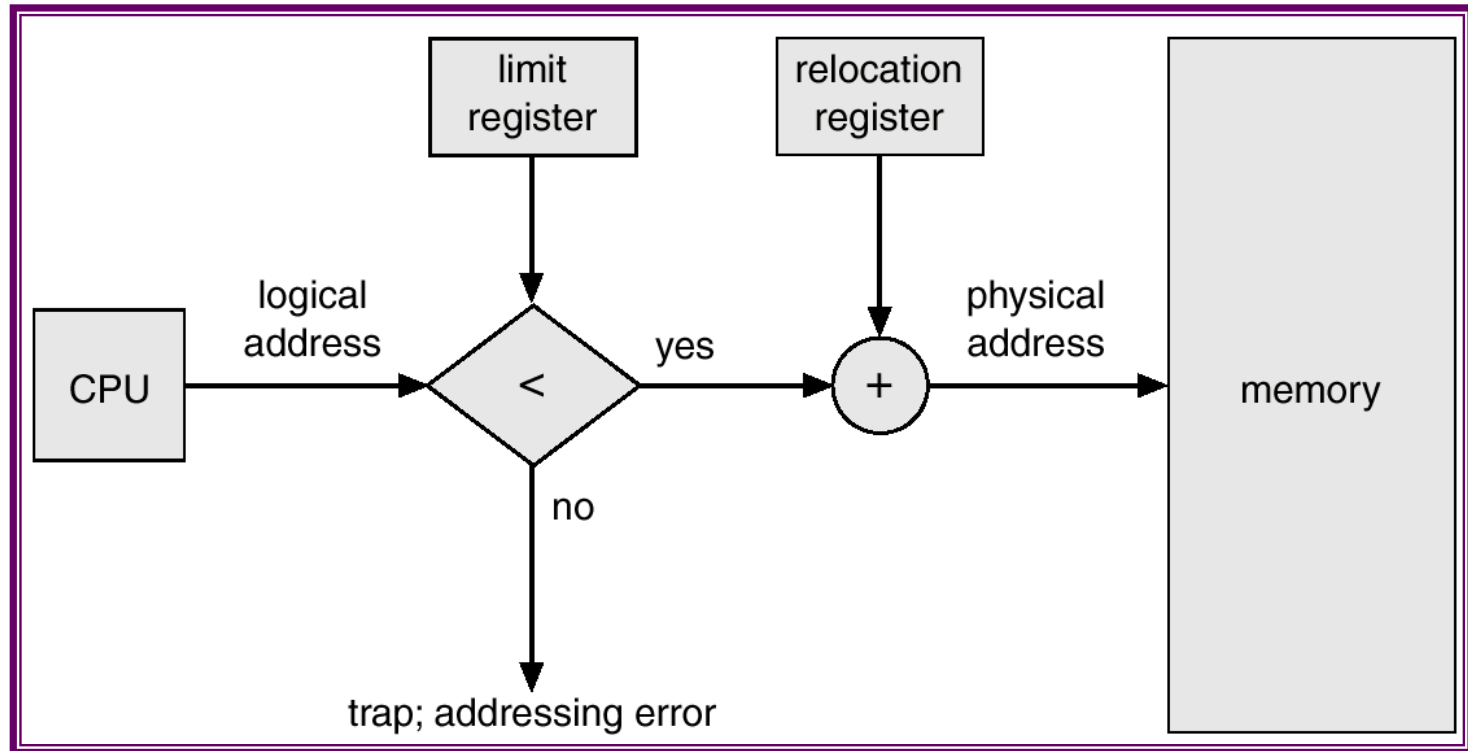 limit
register
relocation
register
logical
address
physical
address
CPU
<
yes
+
memory
no
trap; addressing error